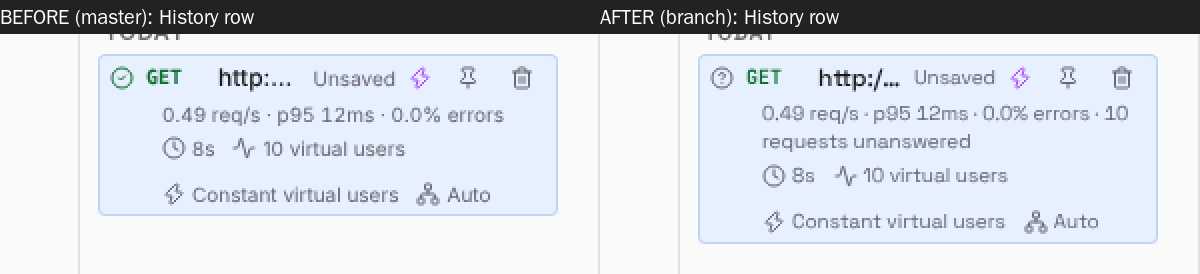 BEFORE (master): History row
TODAY
GET http:... Unsaved
0.49 req/s · p95 12ms · 0.0% errors
8s 10 virtual users
Constant virtual users Auto
AFTER (branch): History row
TODAY
GET http:/... Unsaved
0.49 req/s · p95 12ms · 0.0% errors · 10
requests unanswered
8s 10 virtual users
Constant virtual users Auto